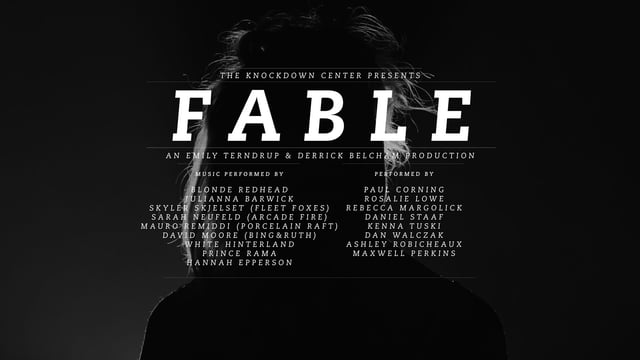 THE KNOCKDOWN CENTER PRESENTS
FABLE
AN EMILY TERNDRUP & DERRICK BELCHAM PRODUCTION
MUSIC PERFORMED BY
BLONDE REDHEAD
JULIANNA BARWICK
SKYLER SKJELSET (FLEET FOXES)
SARAH NEUFELD (ARCADE FIRE)
MAURO REMIDDI (PORCELAIN RAFT)
DAVID MOORE (BING&RUTH)
WHITE HINTERLAND
PRINCE RAMA
HANNAH EPPERSON
PERFORMED BY
PAUL CORNING
ROSALIE LOWE
REBECCA MARGOLICK
DANIEL STAAF
KENNA TUSKI
DAN WALCZAK
ASHLEY ROBICHEAUX
MAXWELL PERKINS